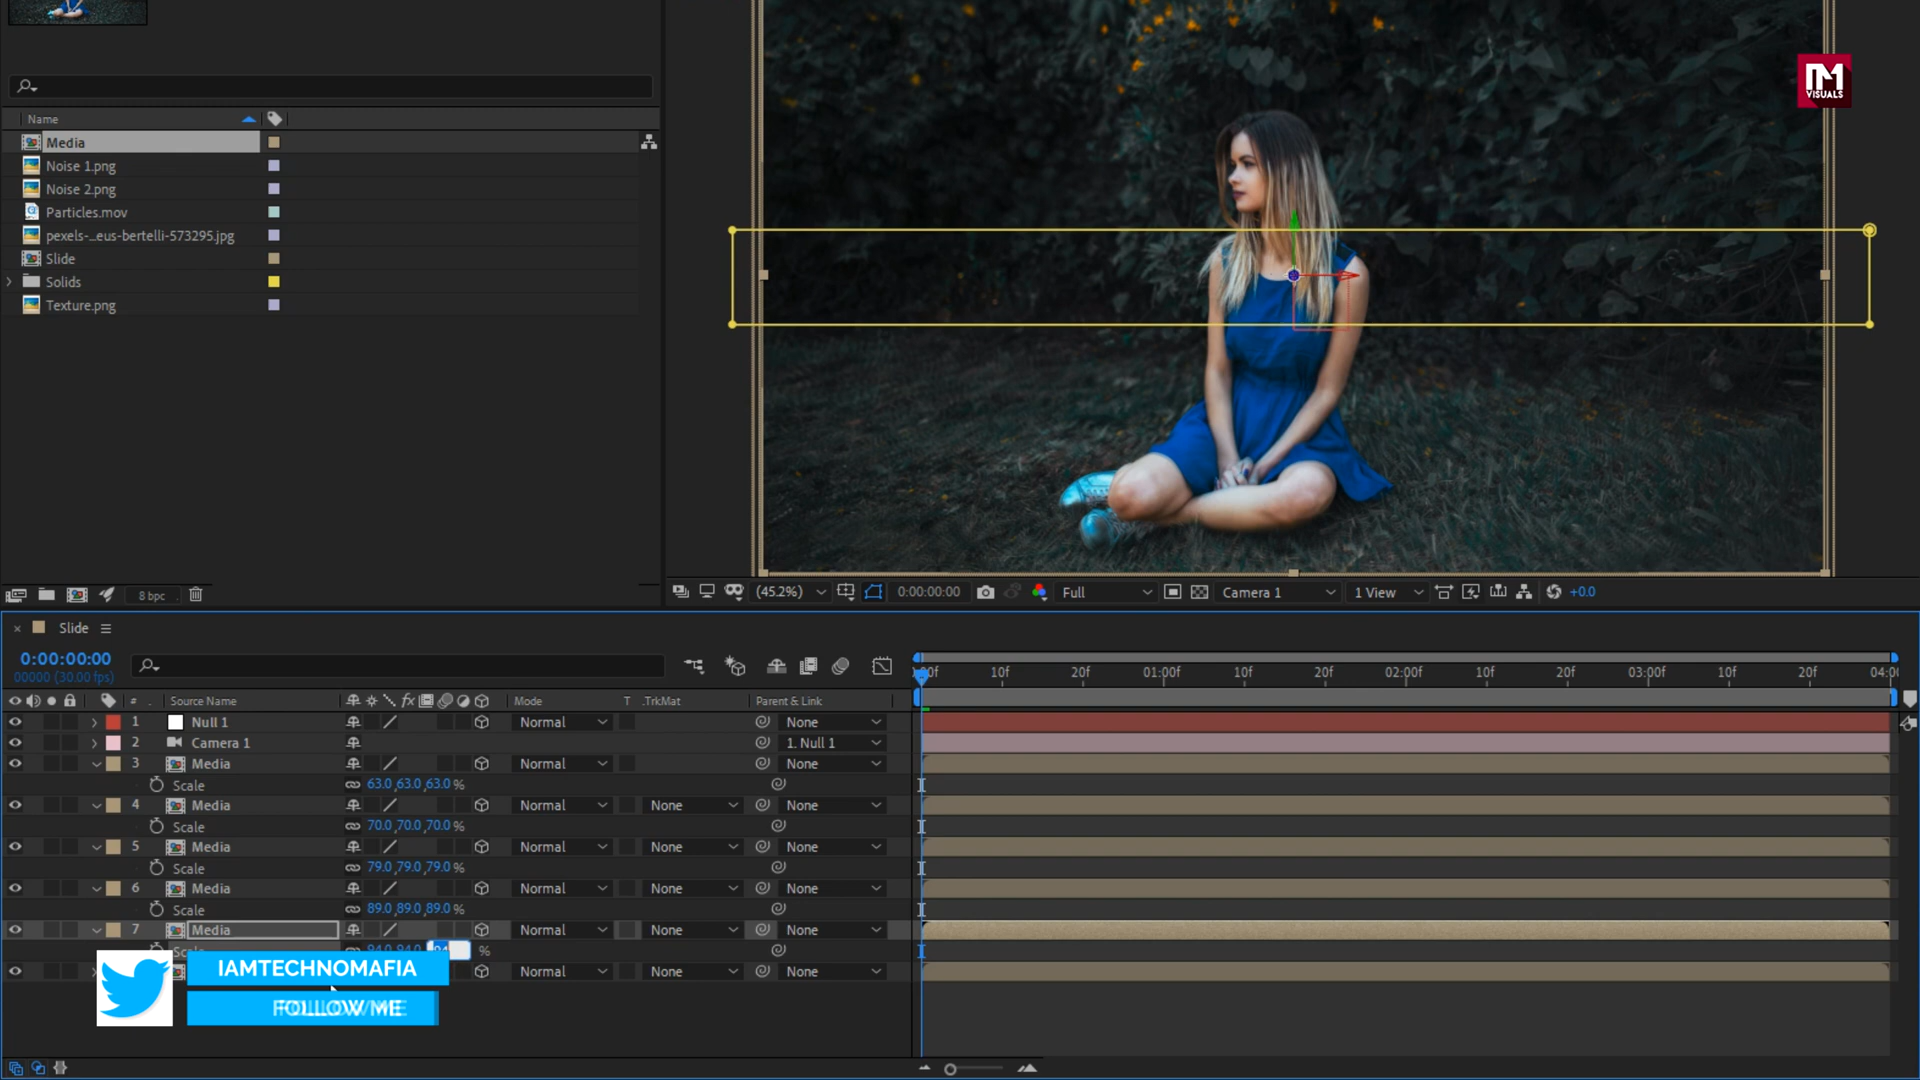 VISUALS
Name
Media
Noise 1.png
Noise 2.png
Particles.mov
pexels-...eus-bertelli-573295.jpg
Slide
Solids
Texture.png
8 bpc
(45.2%)
0:00:00:00
Full
Camera 1
1 View
+0.0
Slide
0:00:00:00
00000 (30.00 fps)
10f 20f 01:00f 10f 20f 02:00f 10f 20f 03:00f 10f 20f
# . Source Name fx Mode T .TrkMat Parent & Link
1 Null 1 Normal None
2 Camera 1 1. Null 1
3 Media Normal None
Scale 63.0,63.0,63.0 %
4 Media Normal None None
Scale 70.0,70.0,70.0 %
5 Media Normal None None
Scale 79.0,79.0,79.0 %
6 Media Normal None None
Scale 89.0,89.0,89.0 %
7 Media Normal None None
%
IAMTECHNOMAFIA
Normal None None
FOLLOW ME